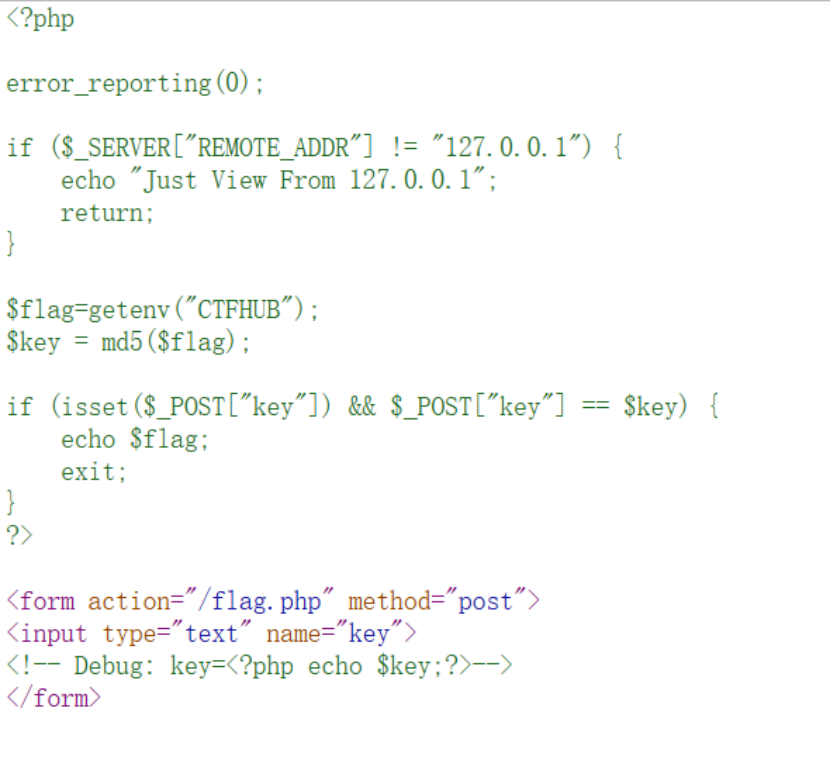 <?php
error_reporting(0);
if ($_SERVER["REMOTE_ADDR"] != "127.0.0.1") {
    echo "Just View From 127.0.0.1";
    return;
}
$flag=getenv("CTFHUB");
$key = md5($flag);
if (isset($_POST["key"]) && $_POST["key"] == $key) {
    echo $flag;
    exit;
}
?>
<form action="/flag.php" method="post">
<input type="text" name="key">
<!-- Debug: key=<?php echo $key;?>-->
</form>